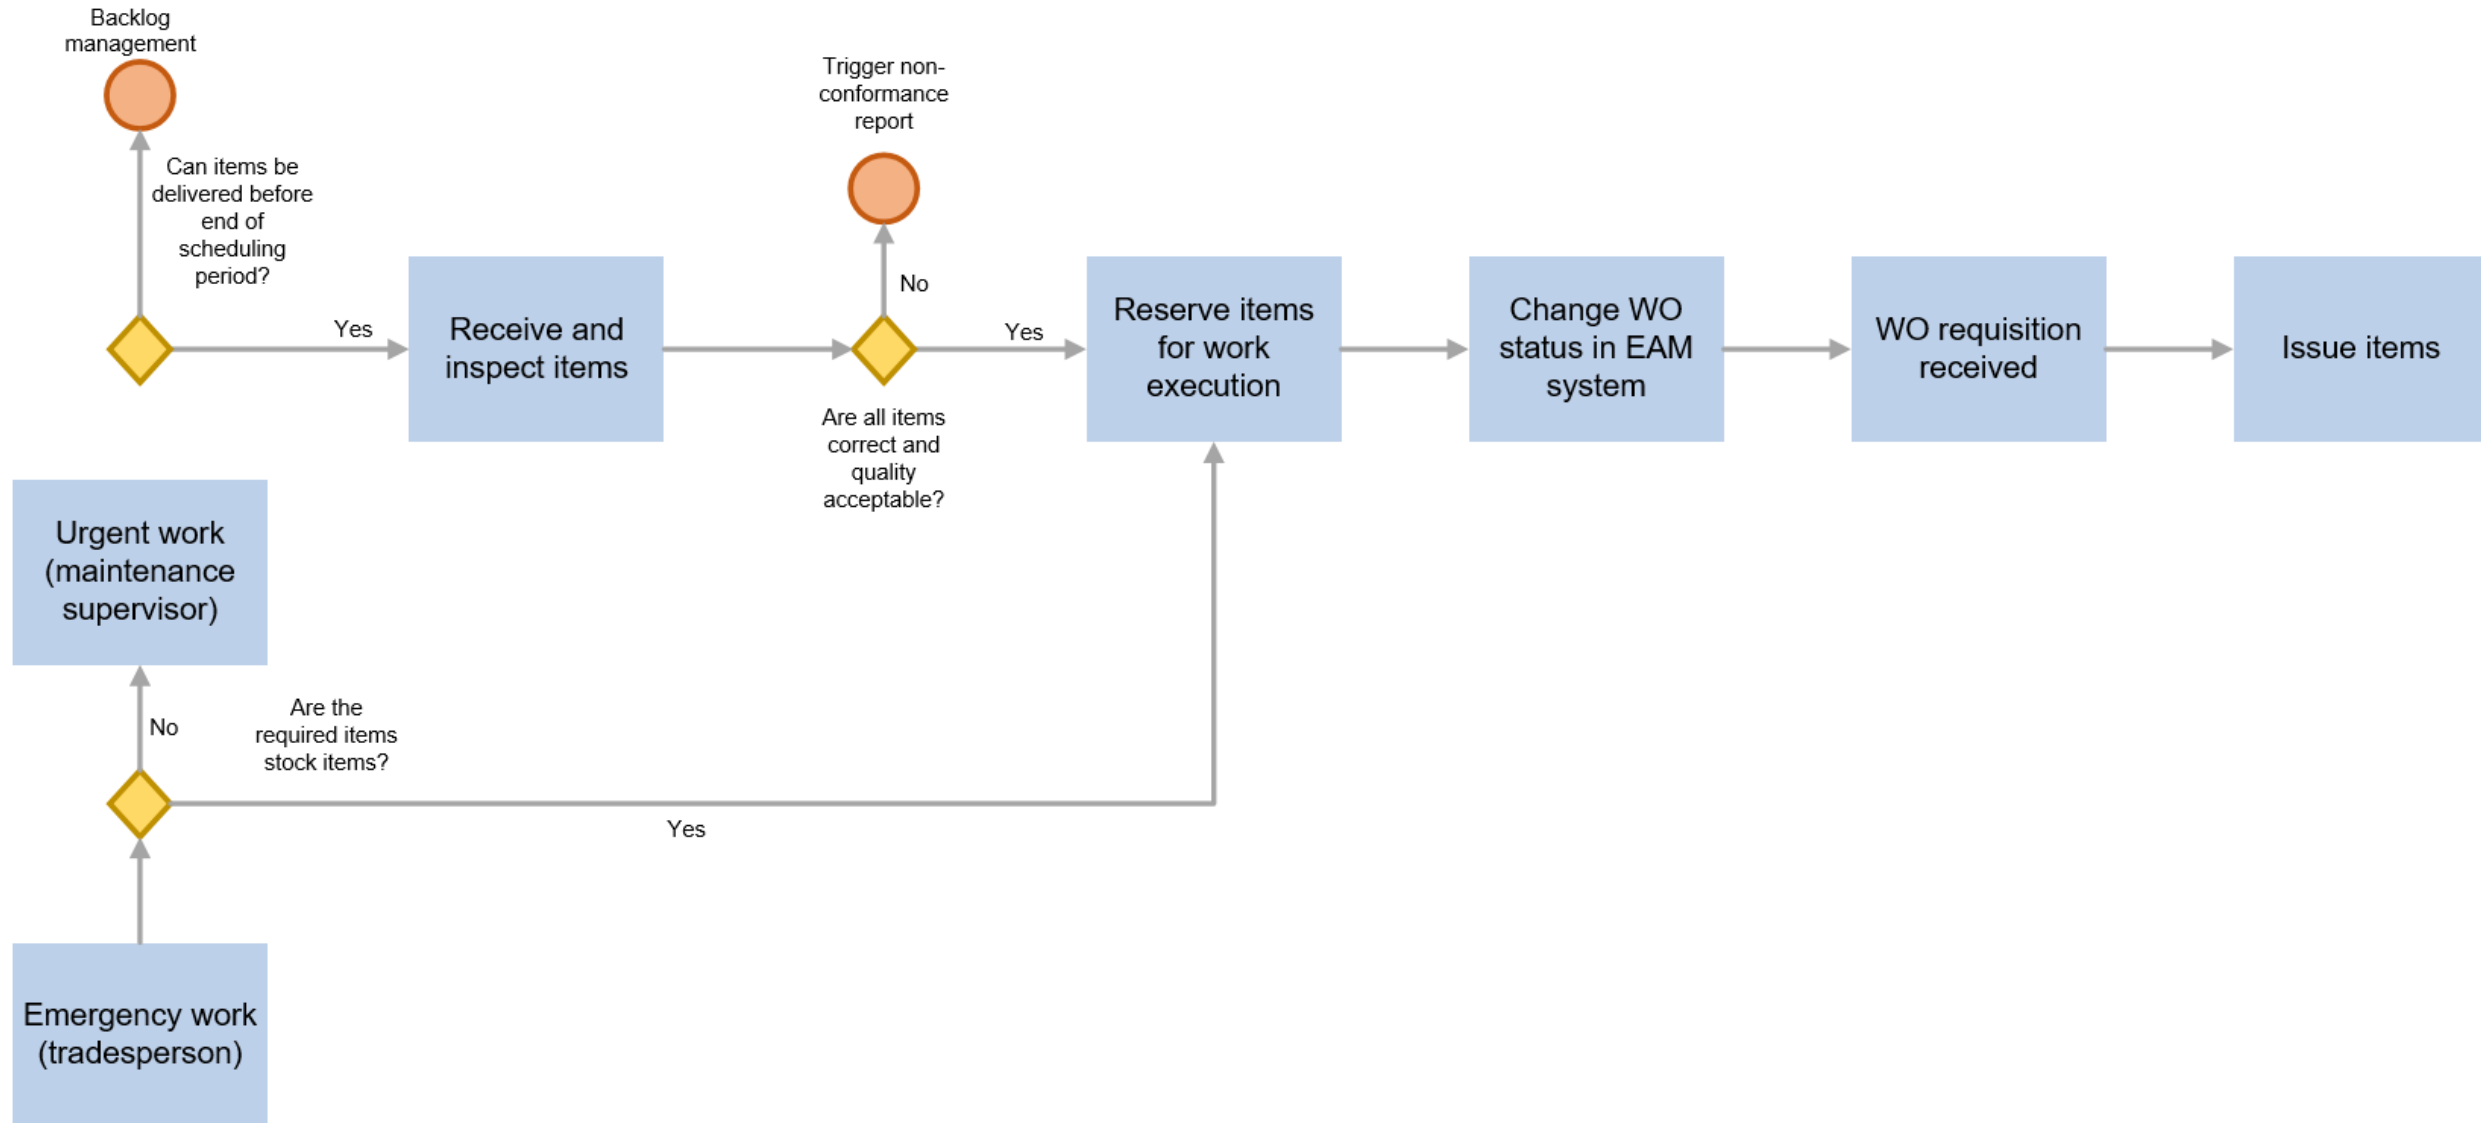 Backlog
management
Can items be
delivered before
end of
scheduling
period?
Yes
Receive and
inspect items
Trigger non-
conformance
report
No
Yes
Are all items
correct and
quality
acceptable?
Reserve items
for work
execution
Change WO
status in EAM
system
WO requisition
received
Issue items
Urgent work
(maintenance
supervisor)
No
Are the
required items
stock items?
Yes
Emergency work
(tradesperson)